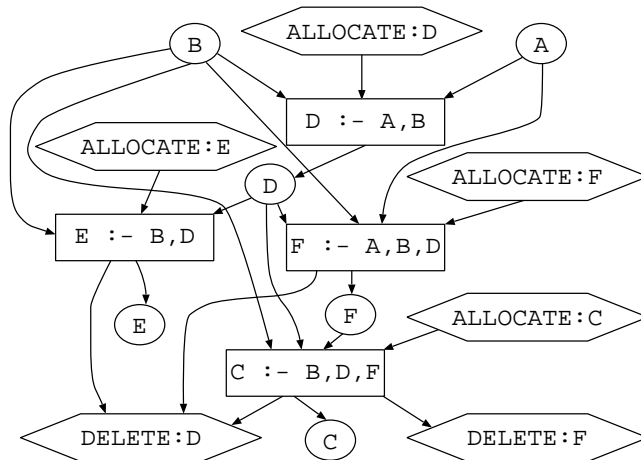 B
ALLOCATE:D
A
D :- A,B
ALLOCATE:E
D
ALLOCATE:F
E :- B,D
F :- A,B,D
E
F
ALLOCATE:C
C :- B,D,F
DELETE:D
C
DELETE:F